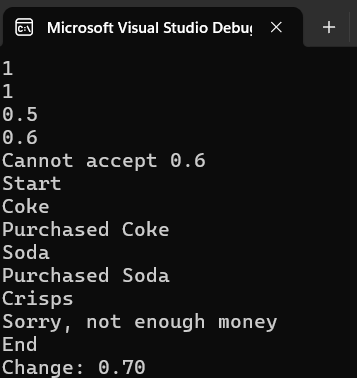 Microsoft Visual Studio Debug
1
1
0.5
0.6
Cannot accept 0.6
Start
Coke
Purchased Coke
Soda
Purchased Soda
Crisps
Sorry, not enough money
End
Change: 0.70